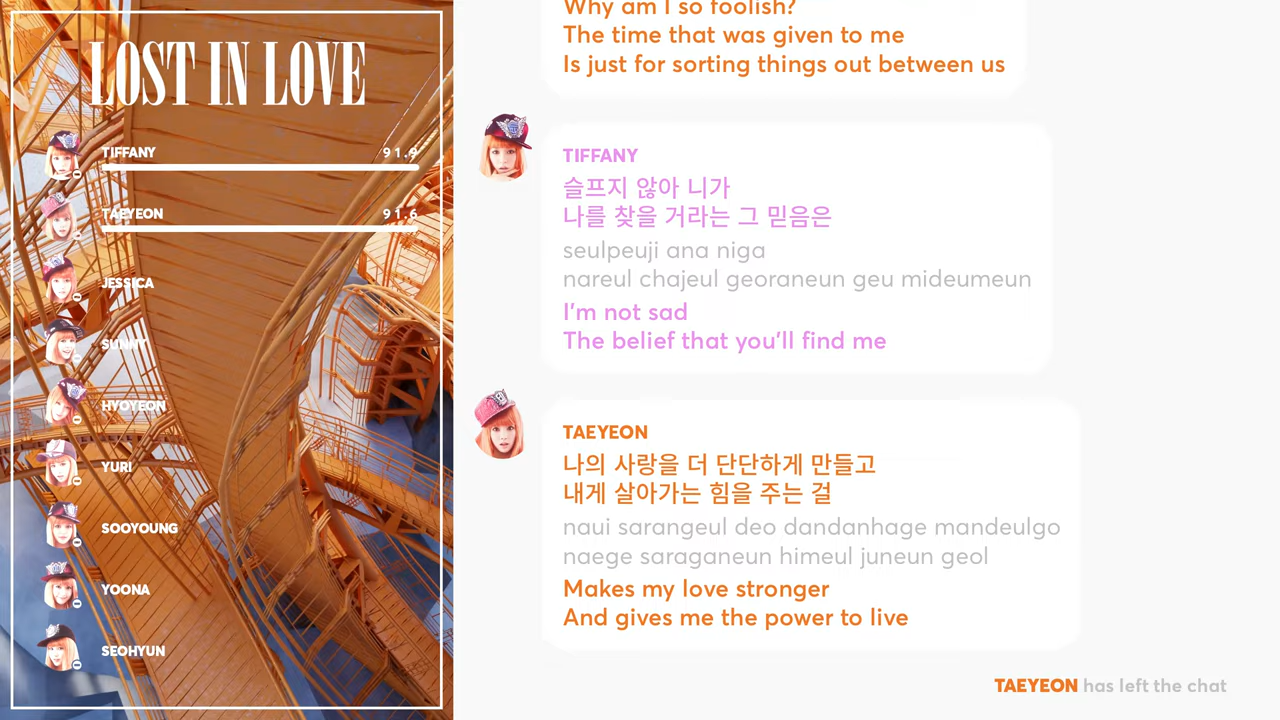 LOST IN LOVE
TIFFANY
91.9
TAEYEON
91.6
JESSICA
SUNNY
HYOYEON
YURI
SOOYOUNG
YOONA
SEOHYUN
Why am I so foolish?
The time that was given to me
Is just for sorting things out between us
TIFFANY
슬프지 않아 니가
나를 찾을 거라는 그 믿음은
seulpeuji ana niga
nareul chajeul georaneun geu mideumeun
I'm not sad
The belief that you'll find me
TAEYEON
나의 사랑을 더 단단하게 만들고
내게 살아가는 힘을 주는 걸
naui sarangeul deo dandanhage mandeulgo
naege saraganeun himeul juneun geol
Makes my love stronger
And gives me the power to live
TAEYEON has left the chat